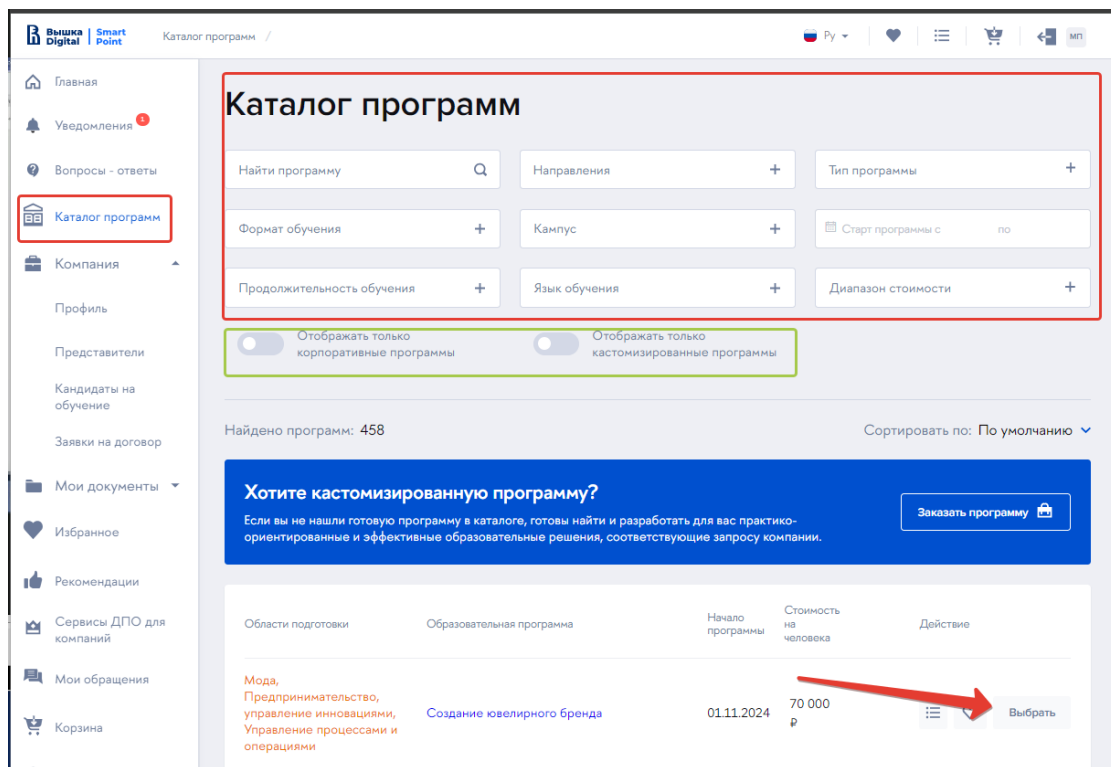 Вышка | Smart
Digital | Point
Каталог программ /
Ру
МП
Главная
Уведомления 1
Вопросы - ответы
Каталог программ
Компания
Профиль
Представители
Кандидаты на
обучение
Заявки на договор
Мои документы
Избранное
Рекомендации
Сервисы ДПО для
компаний
Мои обращения
Корзина
Каталог программ
Найти программу
Направления
Тип программы
Формат обучения
Кампус
Старт программы с по
Продолжительность обучения
Язык обучения
Диапазон стоимости
Отображать только
корпоративные программы
Отображать только
кастомизированные программы
Найдено программ: 458
Сортировать по: По умолчанию
Хотите кастомизированную программу?
Если вы не нашли готовую программу в каталоге, готовы найти и разработать для вас практико-
ориентированные и эффективные образовательные решения, соответствующие запросу компании.
Заказать программу
Области подготовки
Образовательная программа
Начало
программы
Стоимость
на
человека
Действие
Мода,
Предпринимательство,
управление инновациями,
Управление процессами и
операциями
Создание ювелирного бренда
01.11.2024
70 000
₽
Выбрать